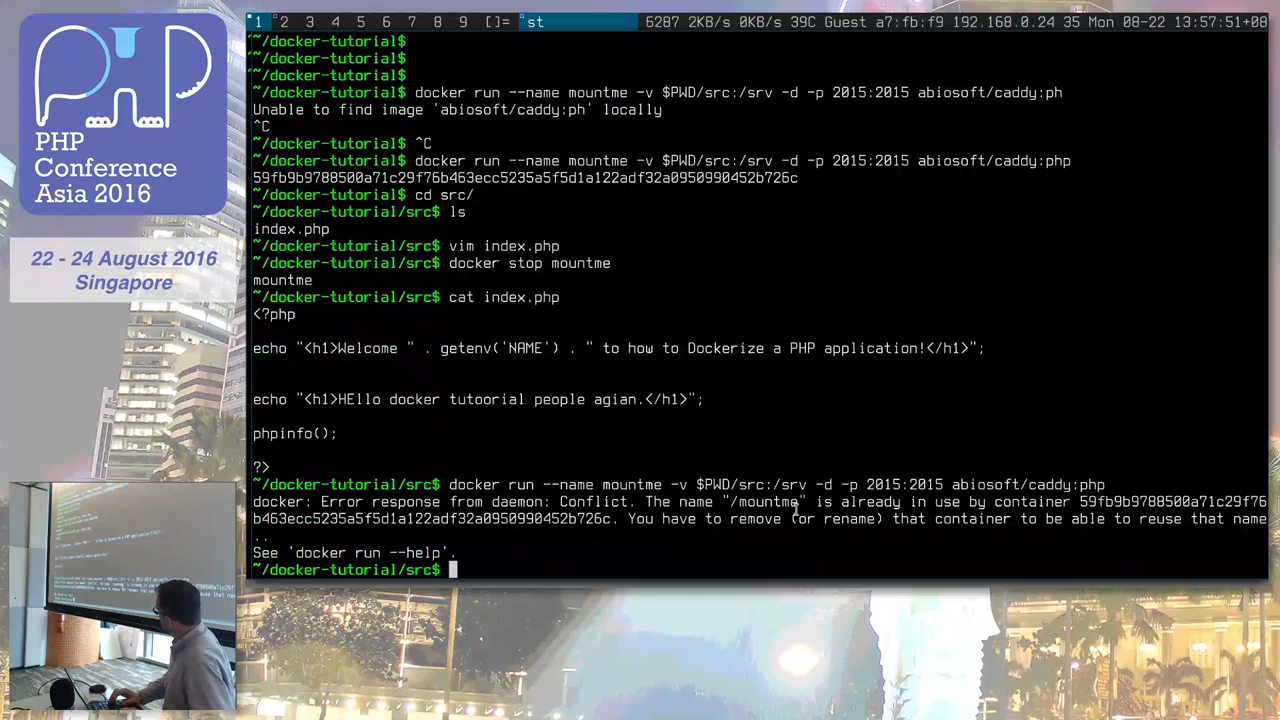 PHP
Conference
Asia 2016
22 - 24 August 2016
Singapore
1 2 3 4 5 6 7 8 9 []= st 6287 2KB/s 0KB/s 39C Guest a7:fb:f9 192.168.0.24 35 Mon 08-22 13:57:51+08
~/docker-tutorial$
~/docker-tutorial$
~/docker-tutorial$
~/docker-tutorial$ docker run --name mountme -v $PWD/src:/srv -d -p 2015:2015 abiosoft/caddy:ph
Unable to find image 'abiosoft/caddy:ph' locally
^C
~/docker-tutorial$ ^C
~/docker-tutorial$ docker run --name mountme -v $PWD/src:/srv -d -p 2015:2015 abiosoft/caddy:php
59fb9b9788500a71c29f76b463ecc5235a5f5d1a122adf32a0950990452b726c
~/docker-tutorial$ cd src/
~/docker-tutorial/src$ ls
index.php
~/docker-tutorial/src$ vim index.php
~/docker-tutorial/src$ docker stop mountme
mountme
~/docker-tutorial/src$ cat index.php
<?php
echo "<h1>Welcome " . getenv('NAME') . " to how to Dockerize a PHP application!</h1>";
echo "<h1>HEllo docker tutoorial people agian.</h1>";
phpinfo();
?>
~/docker-tutorial/src$ docker run --name mountme -v $PWD/src:/srv -d -p 2015:2015 abiosoft/caddy:php
docker: Error response from daemon: Conflict. The name "/mountme" is already in use by container 59fb9b9788500a71c29f76
b463ecc5235a5f5d1a122adf32a0950990452b726c. You have to remove (or rename) that container to be able to reuse that name
..
See 'docker run --help'.
~/docker-tutorial/src$